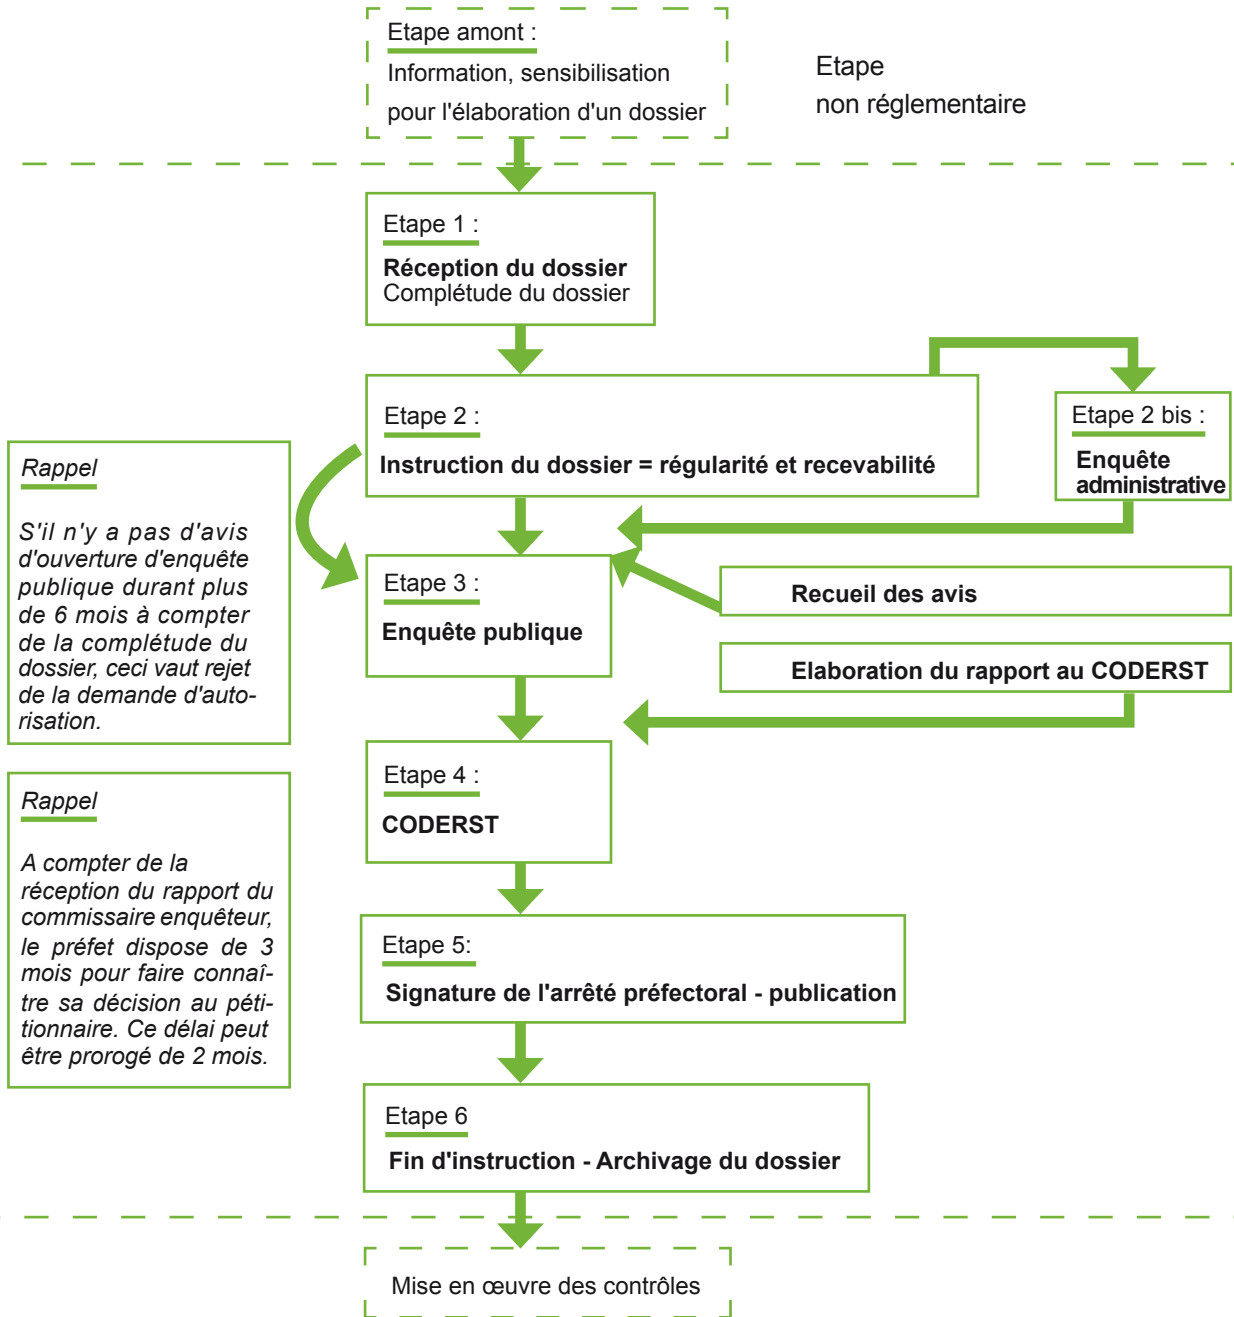 Etape amont :
Information, sensibilisation
pour l'élaboration d'un dossier
Etape
non réglementaire
Etape 1 :
Réception du dossier
Complétude du dossier
Etape 2 :
Instruction du dossier = régularité et recevabilité
Etape 2 bis :
Enquête
administrative
Rappel
S'il n'y a pas d'avis
d'ouverture d'enquête
publique durant plus
de 6 mois à compter
de la complétude du
dossier, ceci vaut rejet
de la demande d'auto-
risation.
Etape 3 :
Enquête publique
Recueil des avis
Elaboration du rapport au CODERST
Rappel
A compter de la
réception du rapport du
commissaire enquêteur,
le préfet dispose de 3
mois pour faire connaî-
tre sa décision au péti-
tionnaire. Ce délai peut
être prorogé de 2 mois.
Etape 4 :
CODERST
Etape 5:
Signature de l'arrêté préfectoral - publication
Etape 6
Fin d'instruction - Archivage du dossier
Mise en œuvre des contrôles